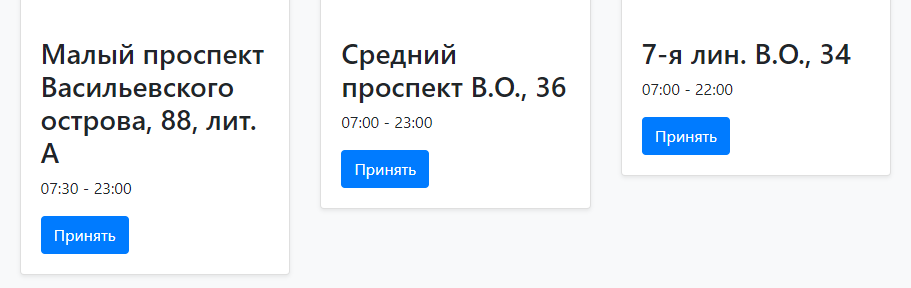 Малый проспект
Васильевского
острова, 88, лит.
А
07:30 - 23:00
Принять
Средний
проспект В.О., 36
07:00 - 23:00
Принять
7-я лин. В.О., 34
07:00 - 22:00
Принять